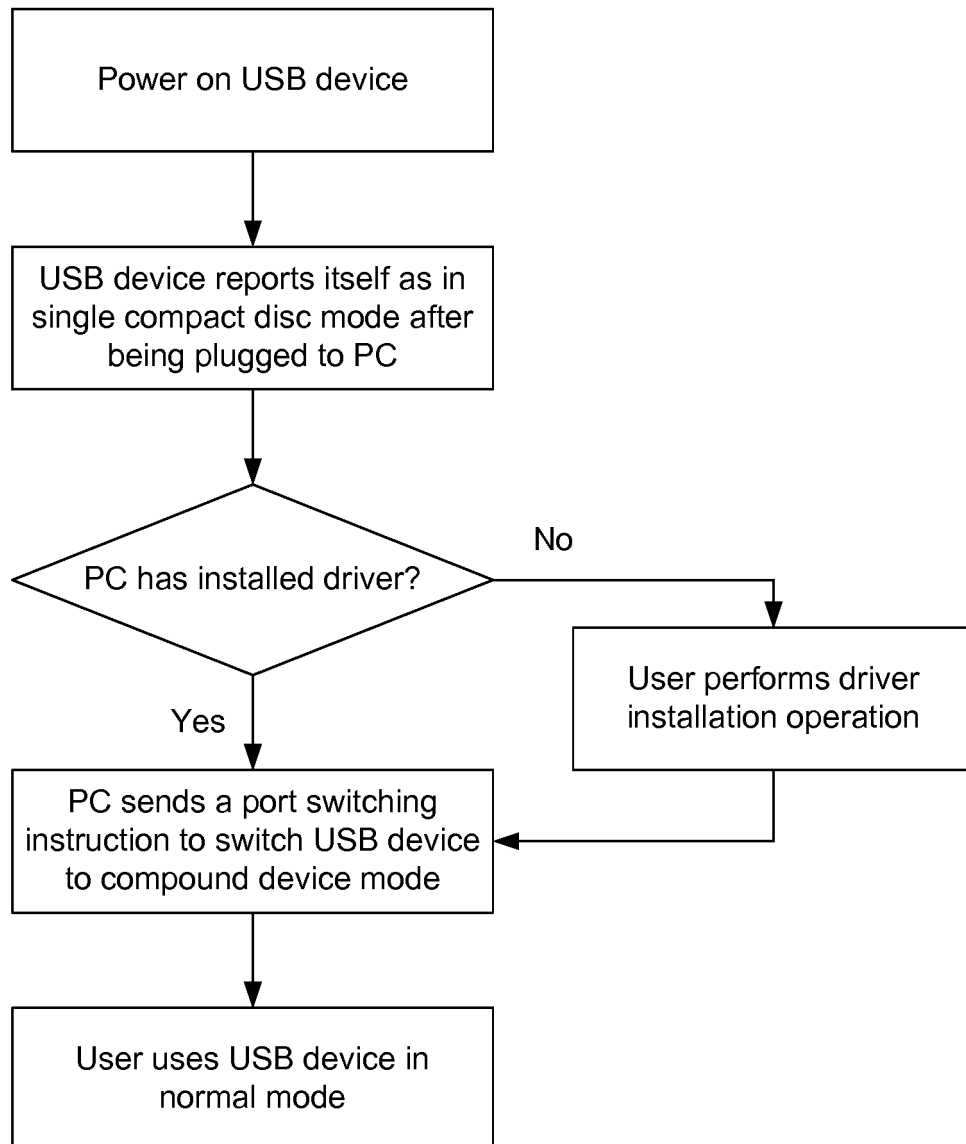 Power on USB device
USB device reports itself as in
single compact disc mode after
being plugged to PC
PC has installed driver?
No
Yes
User performs driver
installation operation
PC sends a port switching
instruction to switch USB device
to compound device mode
User uses USB device in
normal mode